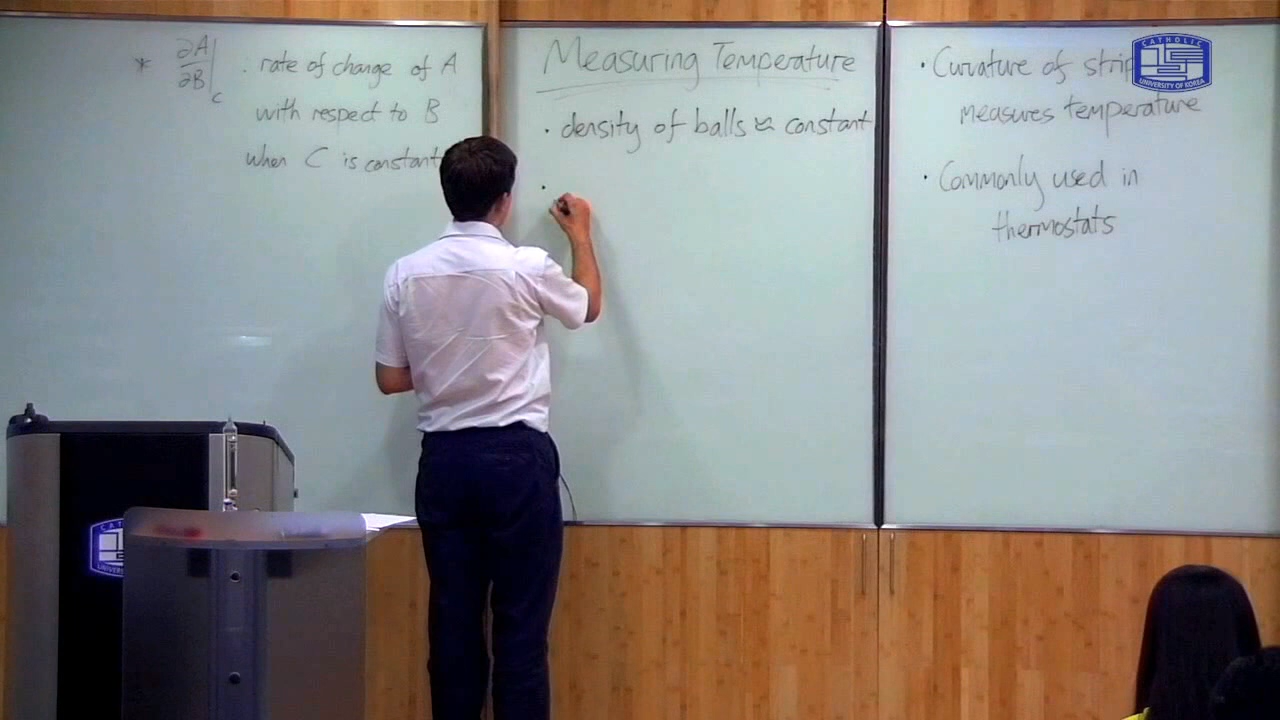 * ∂A/∂B|C : rate of change of A
with respect to B
when C is constant
Measuring Temperature
· density of balls ≈ constant
·
· Curvature of strip
measures temperature
· Commonly used in
thermostats
CATHOLIC
UNIVERSITY OF KOREA